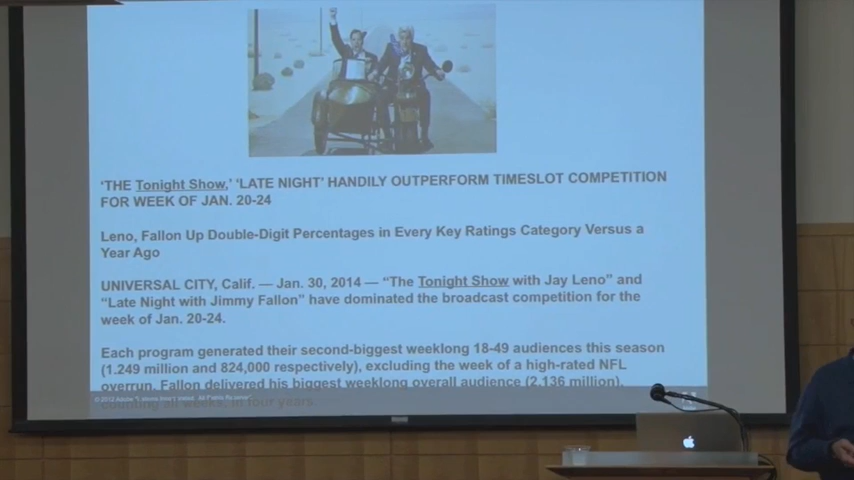 ‘THE Tonight Show,’ ‘LATE NIGHT’ HANDILY OUTPERFORM TIMESLOT COMPETITION
FOR WEEK OF JAN. 20-24
Leno, Fallon Up Double-Digit Percentages in Every Key Ratings Category Versus a
Year Ago
UNIVERSAL CITY, Calif. — Jan. 30, 2014 — “The Tonight Show with Jay Leno” and
“Late Night with Jimmy Fallon” have dominated the broadcast competition for the
week of Jan. 20-24.
Each program generated their second-biggest weeklong 18-49 audiences this season
(1.249 million and 824,000 respectively), excluding the week of a high-rated NFL
overrun. Fallon delivered his biggest weeklong overall audience (2.136 million),
counting all weeks, in four years.